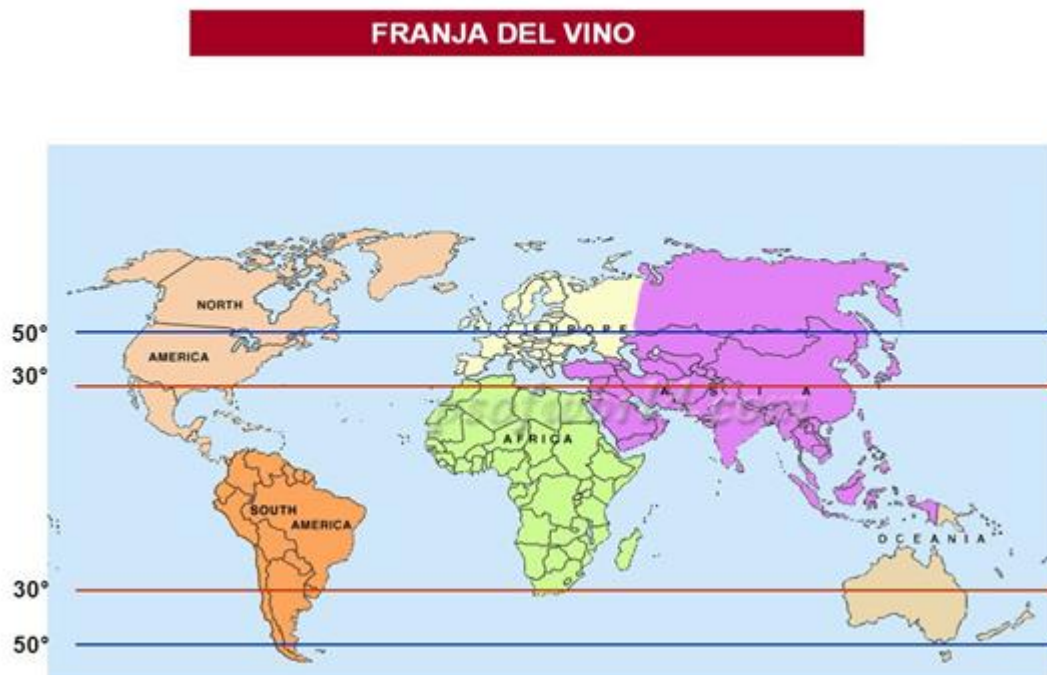 FRANJA DEL VINO
NORTH
50°
EUROPE
AMERICA
30°
ASIA
AFRICA
SOUTH
AMERICA
OCEANIA
30°
50°